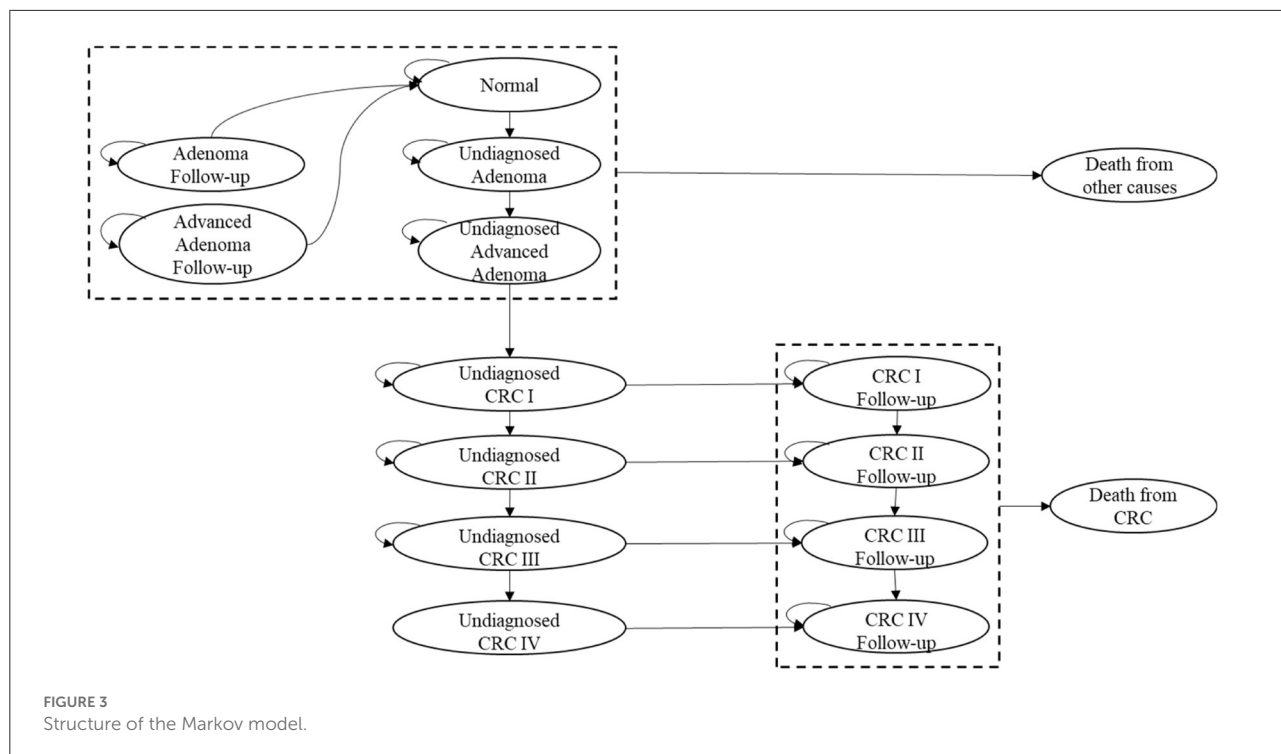 Normal
Adenoma
Follow-up
Undiagnosed
Adenoma
Death from
other causes
Advanced
Adenoma
Follow-up
Undiagnosed
Advanced
Adenoma
Undiagnosed
CRC I
CRC I
Follow-up
Undiagnosed
CRC II
CRC II
Follow-up
Death from
CRC
Undiagnosed
CRC III
CRC III
Follow-up
Undiagnosed
CRC IV
CRC IV
Follow-up
FIGURE 3
Structure of the Markov model.